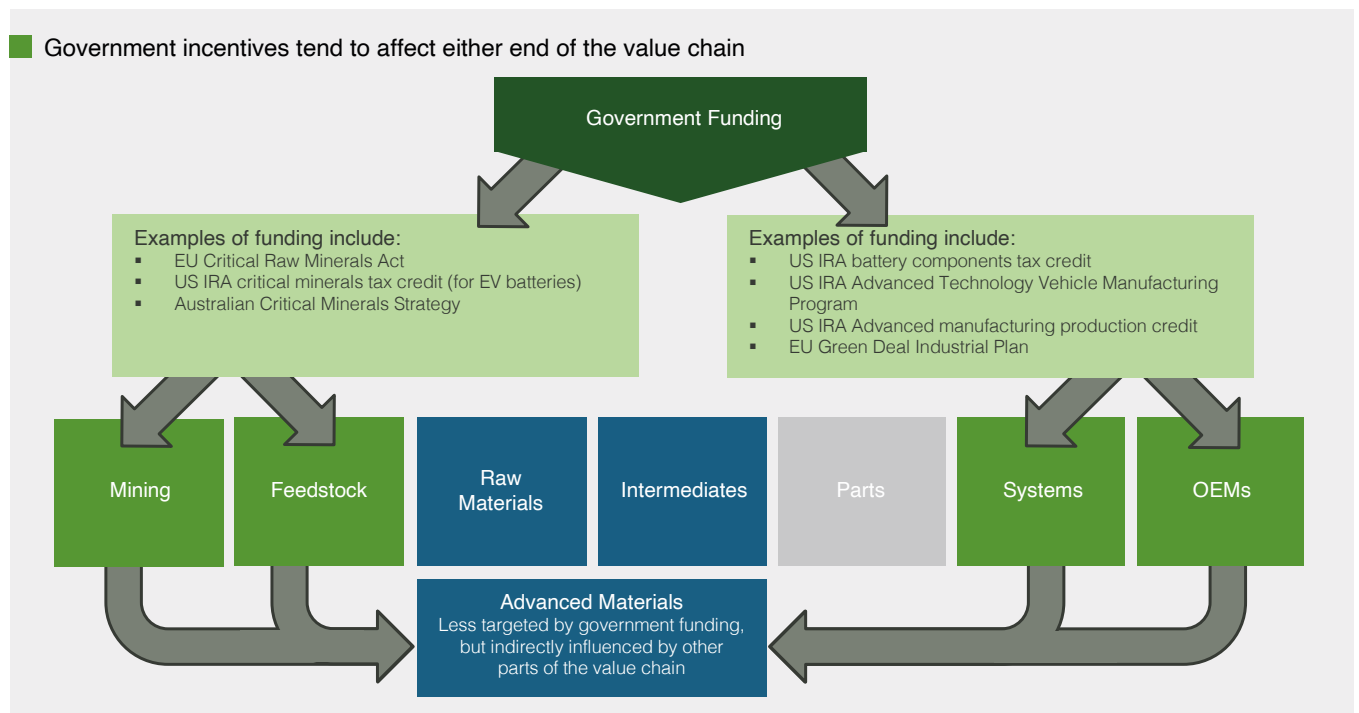 Government incentives tend to affect either end of the value chain
Government Funding
Examples of funding include:
▪ EU Critical Raw Minerals Act
▪ US IRA critical minerals tax credit (for EV batteries)
▪ Australian Critical Minerals Strategy
Examples of funding include:
▪ US IRA battery components tax credit
▪ US IRA Advanced Technology Vehicle Manufacturing
Program
▪ US IRA Advanced manufacturing production credit
▪ EU Green Deal Industrial Plan
Mining
Feedstock
Raw
Materials
Intermediates
Parts
Systems
OEMs
Advanced Materials
Less targeted by government funding,
but indirectly influenced by other
parts of the value chain